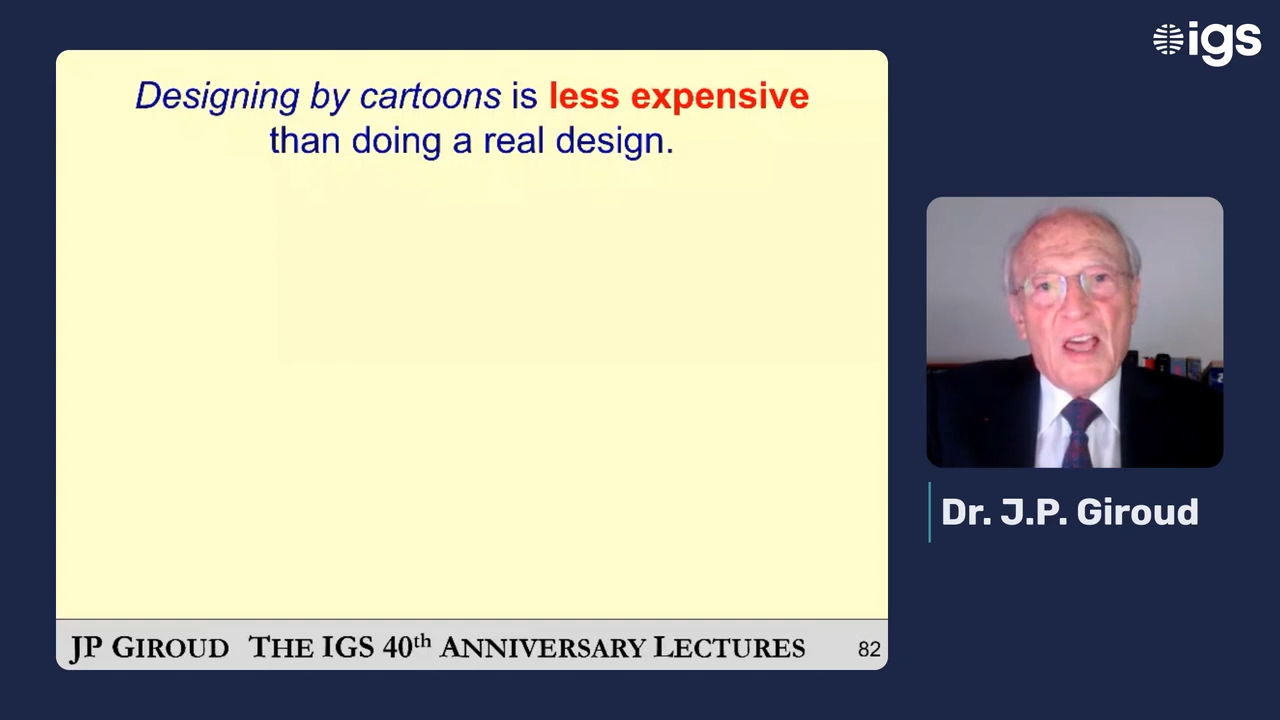 igs
Designing by cartoons is less expensive
than doing a real design.
Dr. J.P. Giroud
JP GIROUD THE IGS 40th ANNIVERSARY LECTURES 82